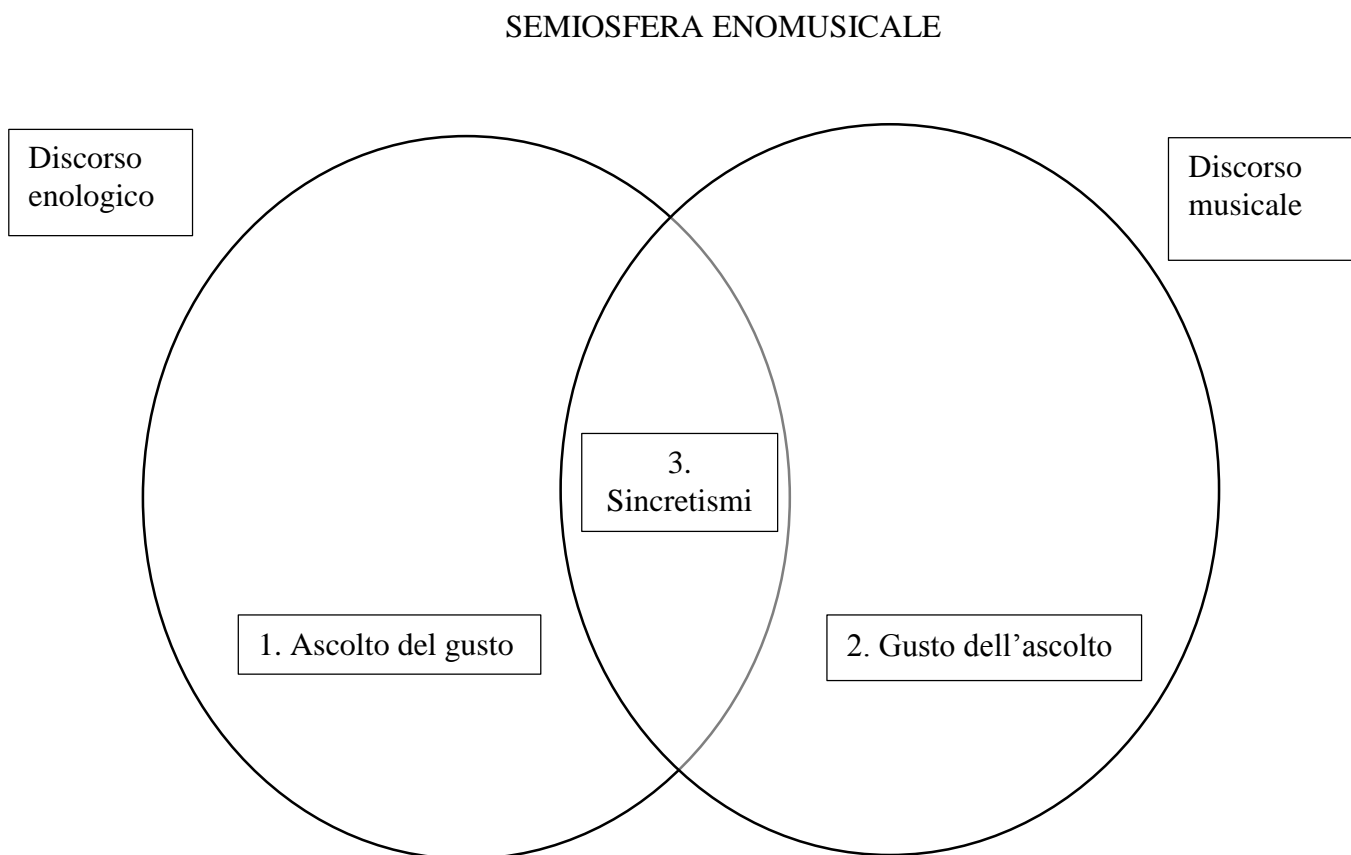 SEMIOSFERA ENOMUSICALE
Discorso
enologico
Discorso
musicale
3.
Sincretismi
1. Ascolto del gusto
2. Gusto dell’ascolto